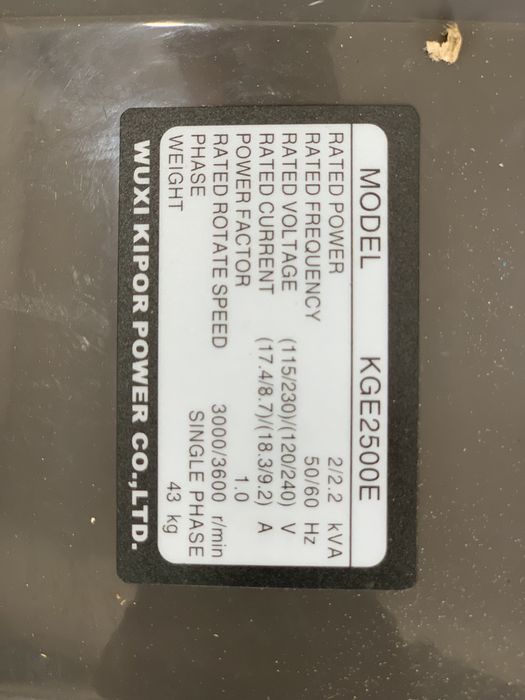 MODEL KGE2500E
RATED POWER 2/2.2 kVA
RATED FREQUENCY 50/60 Hz
RATED VOLTAGE (115/230)/(120/240) V
RATED CURRENT (17.4/8.7)/(18.3/9.2) A
POWER FACTOR 1.0
RATED ROTATE SPEED 3000/3600 r/min
PHASE SINGLE PHASE
WEIGHT 43 kg
WUXI KIPOR POWER CO.,LTD.